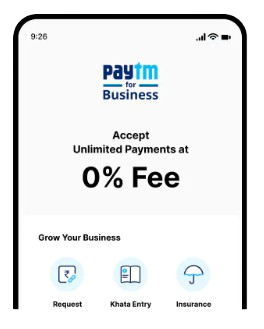 9:26
paytm
for
Business
Accept
Unlimited Payments at
0% Fee
Grow Your Business
₹
Request
Khata Entry
Insurance